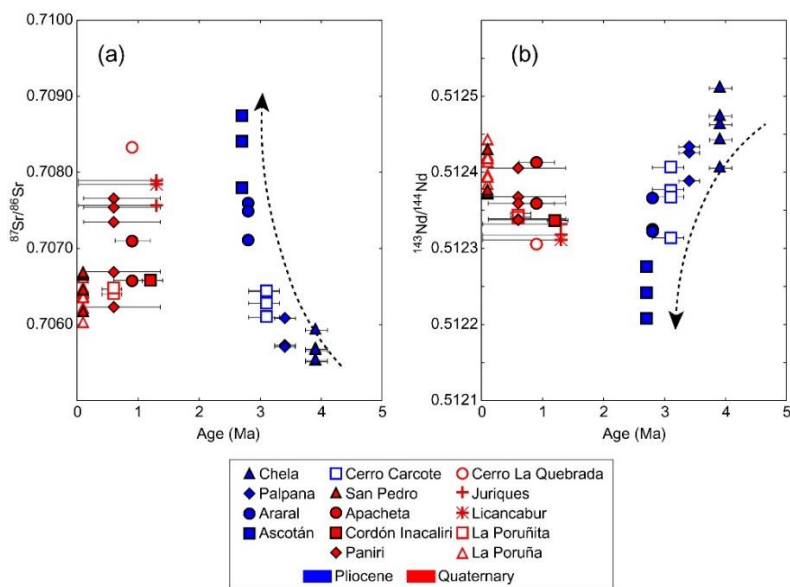 (a)
0.7100
0.7090
0.7080
0.7070
0.7060
⁸⁷Sr/⁸⁶Sr
0 1 2 3 4 5
Age (Ma)
(b)
0.5125
0.5124
0.5123
0.5122
0.5121
¹⁴³Nd/¹⁴⁴Nd
0 1 2 3 4 5
Age (Ma)
Chela Cerro Carcote Cerro La Quebrada
Palpana San Pedro Juriques
Araral Apacheta Licancabur
Ascotán Cordón Inacaliri La Poruñita
Paniri La Poruña
Pliocene Quaternary